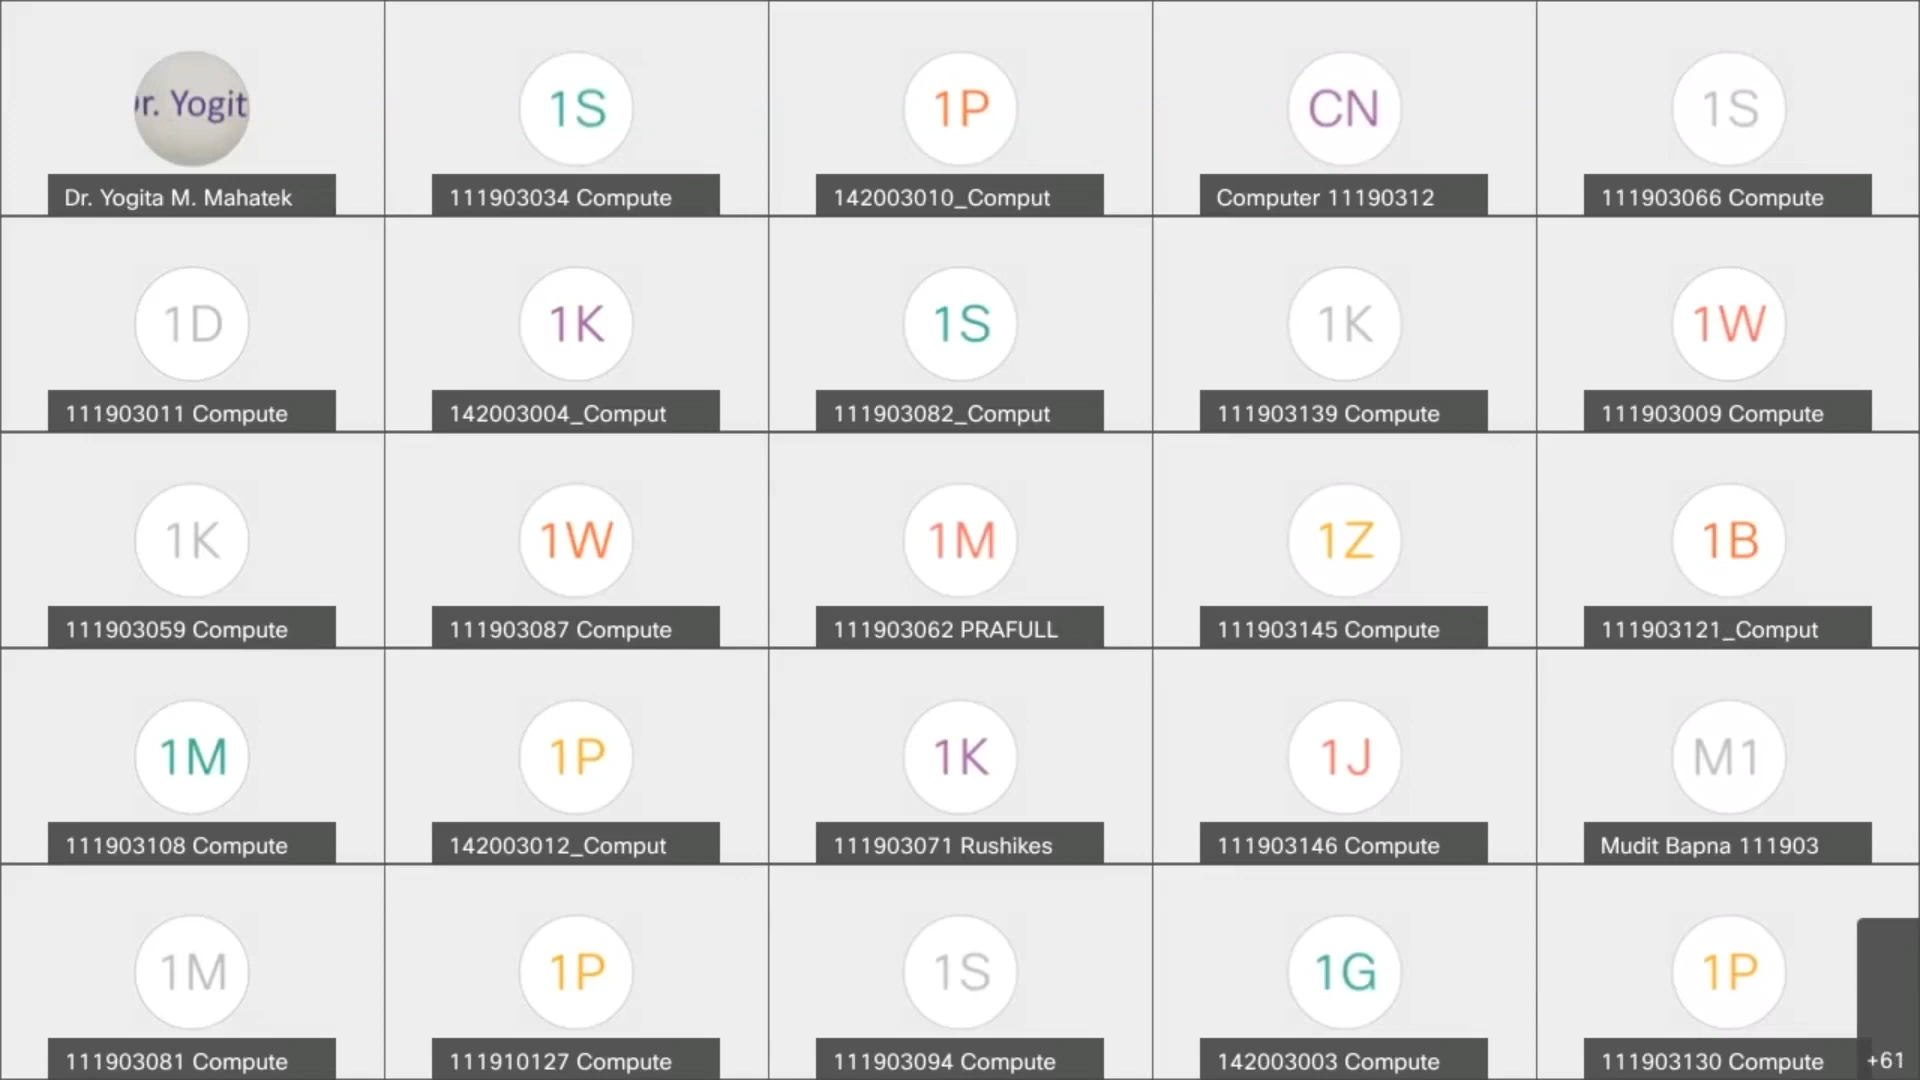 r. Yogit
1S
1P
CN
1S
Dr. Yogita M. Mahatek
111903034 Compute
142003010_Comput
Computer 11190312
111903066 Compute
1D
1K
1S
1K
1W
111903011 Compute
142003004_Comput
111903082_Comput
111903139 Compute
111903009 Compute
1K
1W
1M
1Z
1B
111903059 Compute
111903087 Compute
111903062 PRAFULL
111903145 Compute
111903121_Comput
1M
1P
1K
1J
M1
111903108 Compute
142003012_Comput
111903071 Rushikes
111903146 Compute
Mudit Bapna 111903
1M
1P
1S
1G
1P
111903081 Compute
111910127 Compute
111903094 Compute
142003003 Compute
111903130 Compute
+61